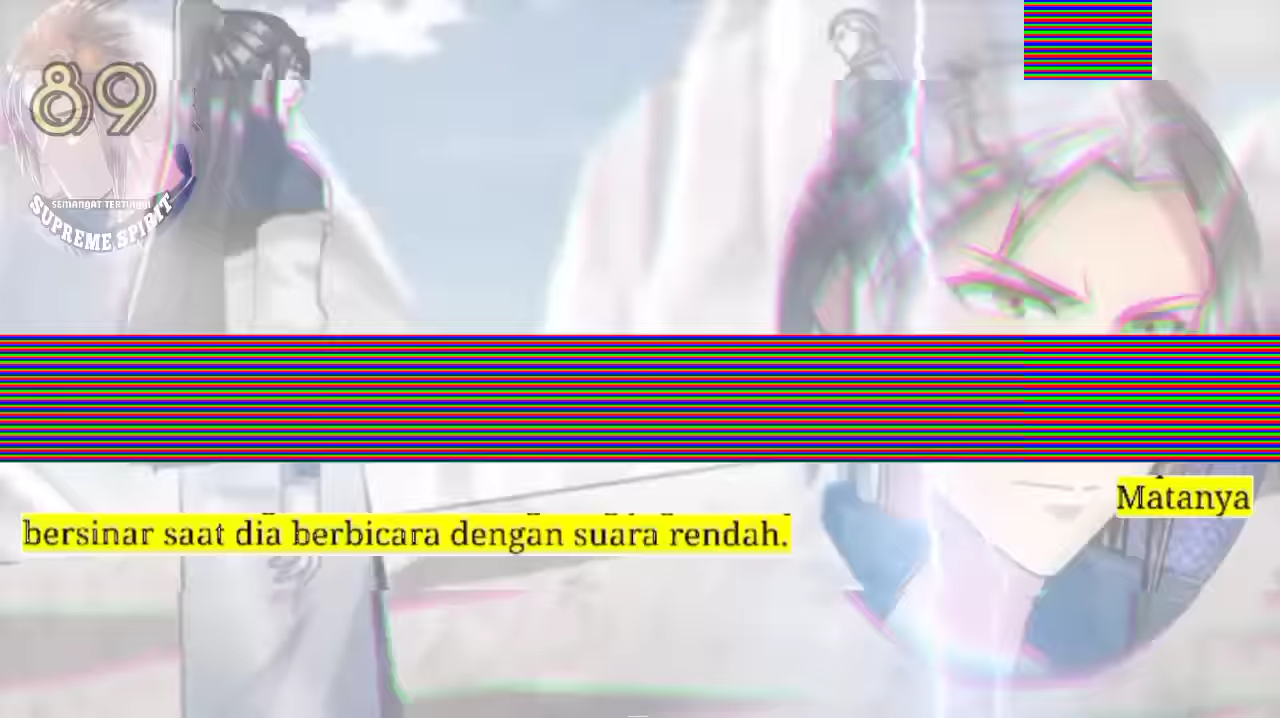 89
SEMANGAT TERTINGGI
SUPREME SPIRIT
Matanya
bersinar saat dia berbicara dengan suara rendah.